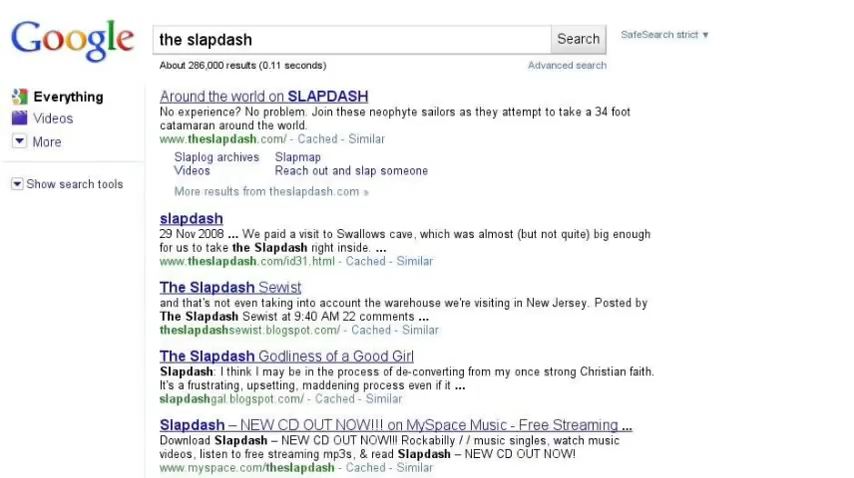 Google
the slapdash
Search
SafeSearch strict ▼
About 286,000 results (0.11 seconds)
Advanced search
Everything
Videos
More
Show search tools
Around the world on SLAPDASH
No experience? No problem. Join these neophyte sailors as they attempt to take a 34 foot
catamaran around the world.
www.theslapdash.com/ - Cached - Similar
Slaplog archives Slapmap
Videos Reach out and slap someone
More results from theslapdash.com »
slapdash
29 Nov 2008 ... We paid a visit to Swallows cave, which was almost (but not quite) big enough
for us to take the Slapdash right inside. ...
www.theslapdash.com/id31.html - Cached - Similar
The Slapdash Sewist
and that's not even taking into account the warehouse we're visiting in New Jersey. Posted by
The Slapdash Sewist at 9:40 AM 22 comments ...
theslapdashsewist.blogspot.com/ - Cached - Similar
The Slapdash Godliness of a Good Girl
Slapdash: I think I may be in the process of de-converting from my once strong Christian faith.
It's a frustrating, upsetting, maddening process even if it ...
slapdashgal.blogspot.com/ - Cached - Similar
Slapdash – NEW CD OUT NOW!!! on MySpace Music - Free Streaming ...
Download Slapdash – NEW CD OUT NOW!!! Rockabilly / / music singles, watch music
videos, listen to free streaming mp3s, & read Slapdash – NEW CD OUT NOW!
www.myspace.com/theslapdash - Cached - Similar